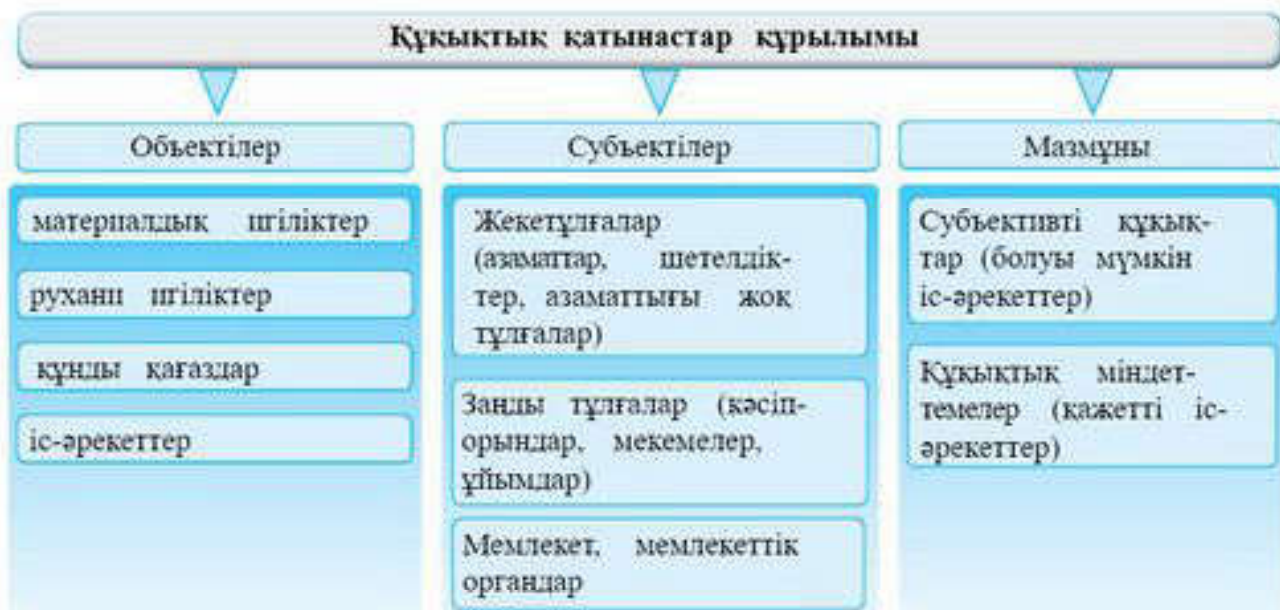 Құқықтық қатынастар құрылымы
Объектілер
материалдық игіліктер
рухани игіліктер
құнды қағаздар
іс-әрекеттер
Субъектілер
Жекетұлғалар
(азаматтар, шетелдік-
тер, азаматтығы жоқ
тұлғалар)
Заңды тұлғалар (кәсіп-
орындар, мекемелер,
ұйымдар)
Мемлекет, мемлекеттік
органдар
Мазмұны
Субъективті құқық-
тар (болуы мүмкін
іс-әрекеттер)
Құқықтық міндет-
темелер (қажетті іс-
әрекеттер)